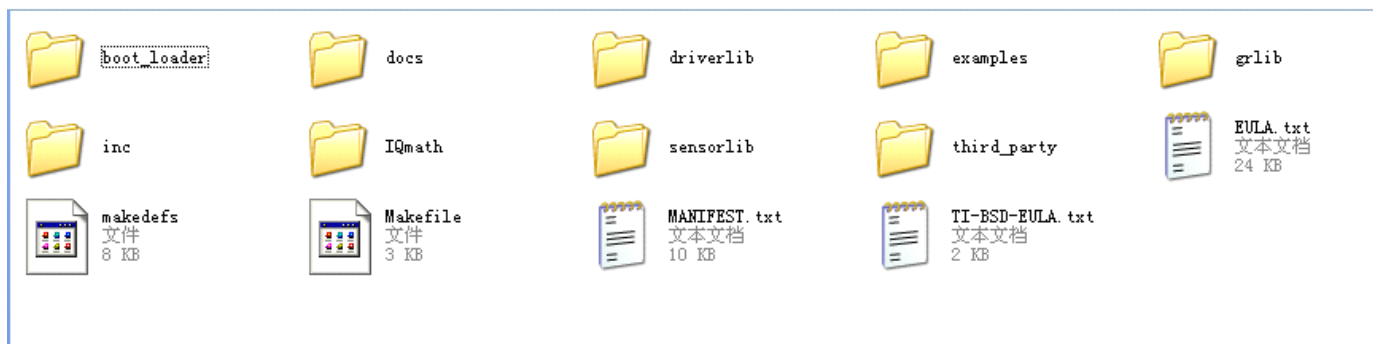 boot_loader
docs
driverlib
examples
grlib
inc
IQmath
sensorlib
third_party
EULA.txt
文本文档
24 KB
makedefs
文件
8 KB
Makefile
文件
3 KB
MANIFEST.txt
文本文档
10 KB
TI-BSD-EULA.txt
文本文档
2 KB